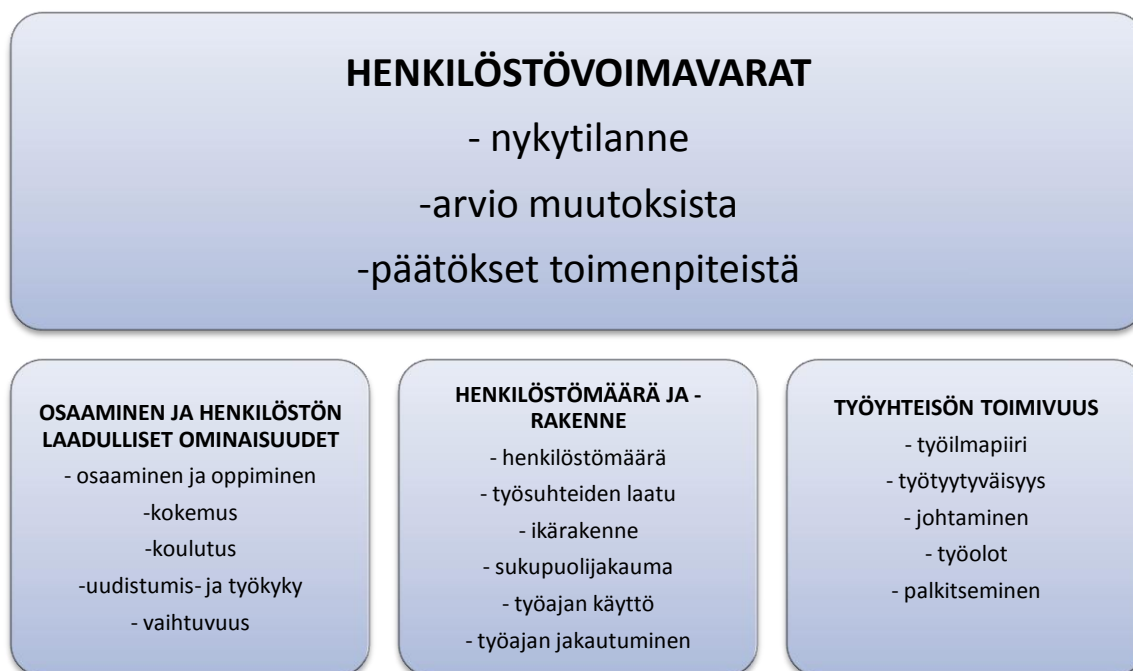 HENKILÖSTÖVOIMAVARAT
- nykytilanne
-arvio muutoksista
-päätökset toimenpiteistä
OSAAMINEN JA HENKILÖSTÖN
LAADULLISET OMINAISUUDET
- osaaminen ja oppiminen
-kokemus
-koulutus
-uudistumis- ja työkyky
- vaihtuvuus
HENKILÖSTÖMÄÄRÄ JA -
RAKENNE
- henkilöstömäärä
- työsuhteiden laatu
- ikärakenne
- sukupuolijakauma
- työajan käyttö
- työajan jakautuminen
TYÖYHTEISÖN TOIMIVUUS
- työilmapiiri
- työtyytyväisyys
- johtaminen
- työolot
- palkitseminen